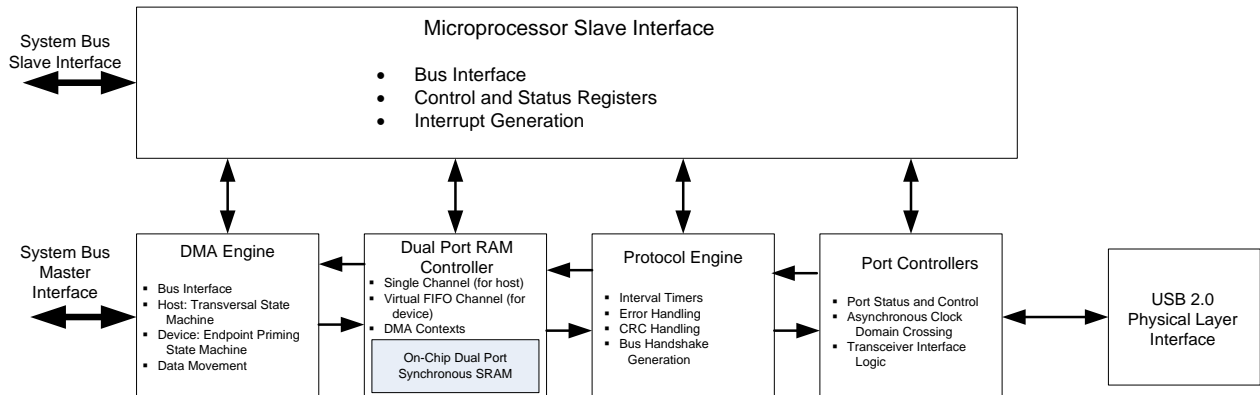 Microprocessor Slave Interface
System Bus
Slave Interface
• Bus Interface
• Control and Status Registers
• Interrupt Generation
System Bus
Master
Interface
DMA Engine
▪ Bus Interface
▪ Host: Transversal State
Machine
▪ Device: Endpoint Priming
State Machine
▪ Data Movement
Dual Port RAM
Controller
▪ Single Channel (for host)
▪ Virtual FIFO Channel (for
device)
▪ DMA Contexts
On-Chip Dual Port
Synchronous SRAM
Protocol Engine
▪ Interval Timers
▪ Error Handling
▪ CRC Handling
▪ Bus Handshake
Generation
Port Controllers
▪ Port Status and Control
▪ Asynchronous Clock
Domain Crossing
▪ Transceiver Interface
Logic
USB 2.0
Physical Layer
Interface